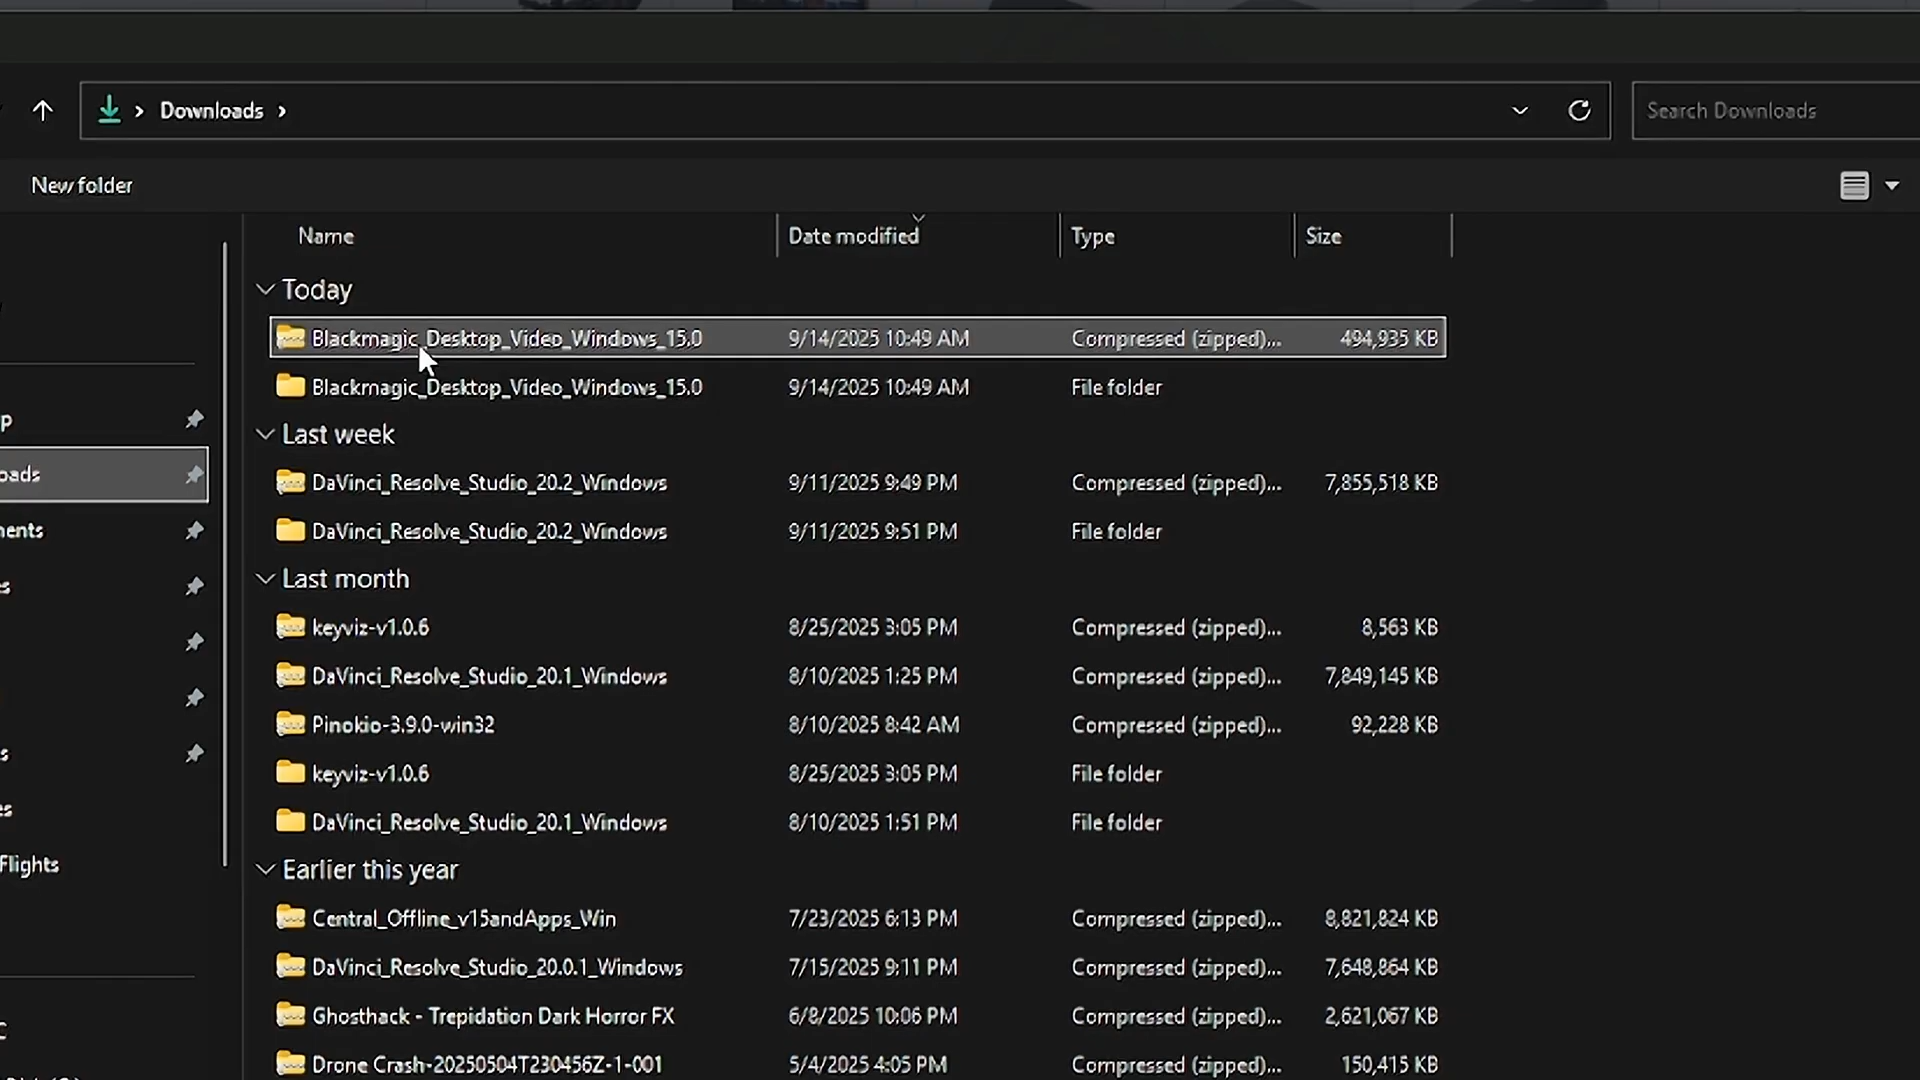 Downloads
Search Downloads
New folder
Name Date modified Type Size
Today
Blackmagic_Desktop_Video_Windows_15.0 9/14/2025 10:49 AM Compressed (zipped)... 494,935 KB
Blackmagic_Desktop_Video_Windows_15.0 9/14/2025 10:49 AM File folder
Last week
DaVinci_Resolve_Studio_20.2_Windows 9/11/2025 9:49 PM Compressed (zipped)... 7,855,518 KB
DaVinci_Resolve_Studio_20.2_Windows 9/11/2025 9:51 PM File folder
Last month
keyviz-v1.0.6 8/25/2025 3:05 PM Compressed (zipped)... 8,563 KB
DaVinci_Resolve_Studio_20.1_Windows 8/10/2025 1:25 PM Compressed (zipped)... 7,849,145 KB
Pinokio-3.9.0-win32 8/10/2025 8:42 AM Compressed (zipped)... 92,228 KB
keyviz-v1.0.6 8/25/2025 3:05 PM File folder
DaVinci_Resolve_Studio_20.1_Windows 8/10/2025 1:51 PM File folder
Earlier this year
Central_Offline_v15andApps_Win 7/23/2025 6:13 PM Compressed (zipped)... 8,821,824 KB
DaVinci_Resolve_Studio_20.0.1_Windows 7/15/2025 9:11 PM Compressed (zipped)... 7,648,864 KB
Ghosthack - Trepidation Dark Horror FX 6/8/2025 10:06 PM Compressed (zipped)... 2,621,067 KB
Drone Crash-20250504T230456Z-1-001 5/4/2025 4:05 PM Compressed (zipped)... 150,415 KB
p
oads
nents
s
s
es
Flights